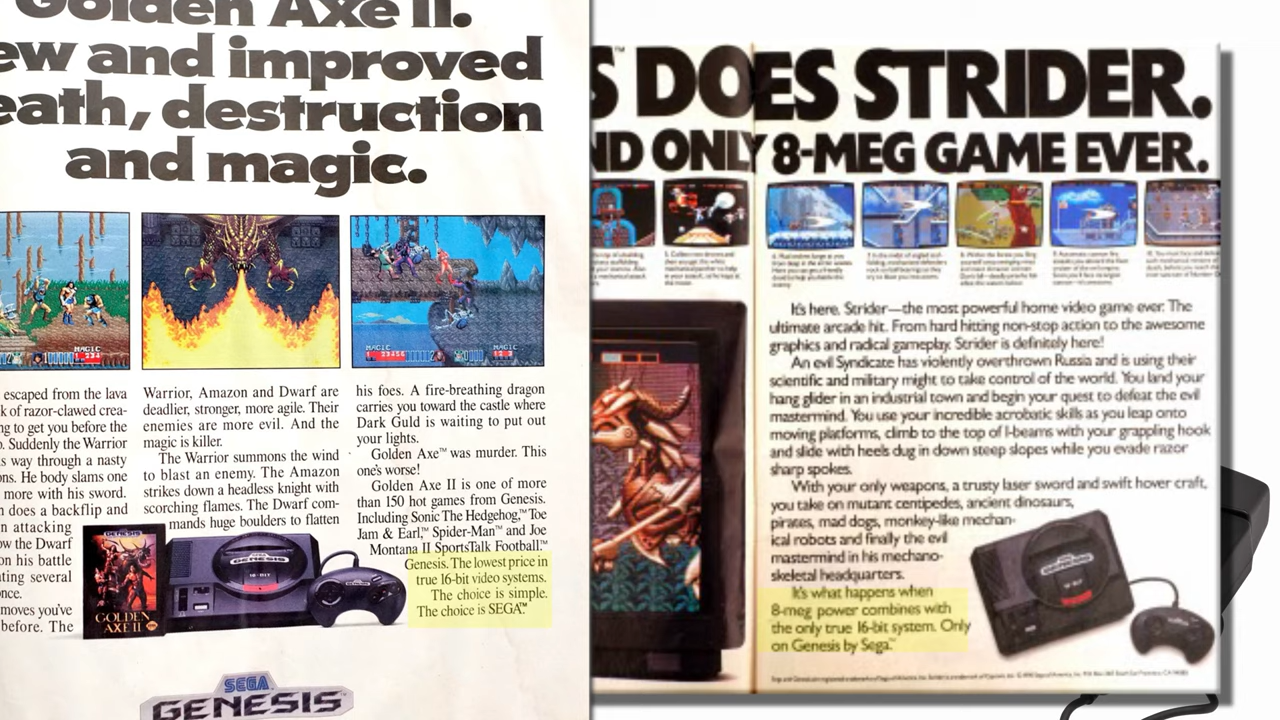 Golden Axe II.
ew and improved
eath, destruction
and magic.
MAGIC
MAGIC
escaped from the lava
k of razor-clawed crea-
ng to get you before the
o. Suddenly the Warrior
s way through a nasty
ons. He body slams one
more with his sword.
n does a backflip and
n attacking
ow the Dwarf
on his battle
ating several
once.
moves you've
before. The
Warrior, Amazon and Dwarf are
deadlier, stronger, more agile. Their
enemies are more evil. And the
magic is killer.
The Warrior summons the wind
to blast an enemy. The Amazon
strikes down a headless knight with
scorching flames. The Dwarf com-
mands huge boulders to flatten
his foes. A fire-breathing dragon
carries you toward the castle where
Dark Guld is waiting to put out
your lights.
Golden Axe™ was murder. This
one's worse!
Golden Axe II is one of more
than 150 hot games from Genesis.
Including Sonic The Hedgehog,™ Toe
Jam & Earl,™ Spider-Man™ and Joe
Montana II SportsTalk Football.™
Genesis. The lowest price in
true 16-bit video systems.
The choice is simple.
The choice is SEGA.™
GENESIS
GOLDEN
AXE II
GENESIS
16-BIT
SEGA
GENESIS™
S™ DOES STRIDER.
ND ONLY 8-MEG GAME EVER.
It's here. Strider—the most powerful home video game ever. The
ultimate arcade hit. From hard hitting non-stop action to the awesome
graphics and radical gameplay. Strider is definitely here!
An evil Syndicate has violently overthrown Russia and is using their
scientific and military might to take control of the world. You land your
hang glider in an industrial town and begin your quest to defeat the evil
mastermind. You use your incredible acrobatic skills as you leap onto
moving platforms, climb to the top of I-beams with your grappling hook
and slide with heels dug in down steep slopes while you evade razor
sharp spokes.
With your only weapons, a trusty laser sword and swift hover craft,
you take on mutant centipedes, ancient dinosaurs,
pirates, mad dogs, monkey-like mechan-
ical robots and finally the evil
mastermind in his mechano-
skeletal headquarters.
It's what happens when
8-meg power combines with
the only true 16-bit system. Only
on Genesis by Sega.™